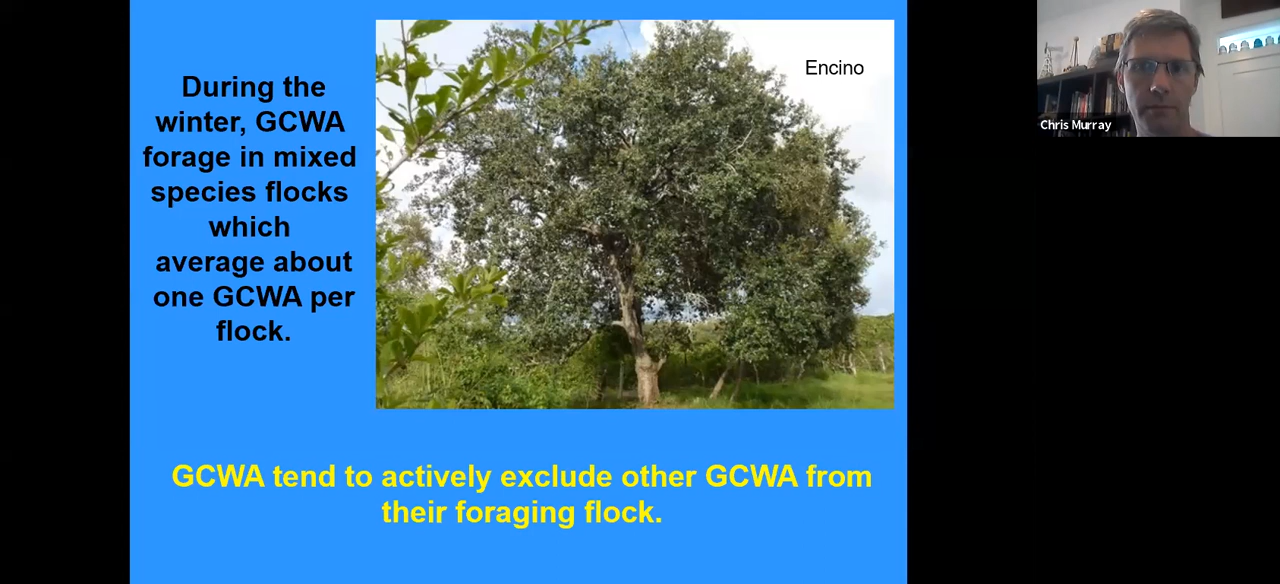 During the
winter, GCWA
forage in mixed
species flocks
which
average about
one GCWA per
flock.
Encino
GCWA tend to actively exclude other GCWA from
their foraging flock.
Chris Murray